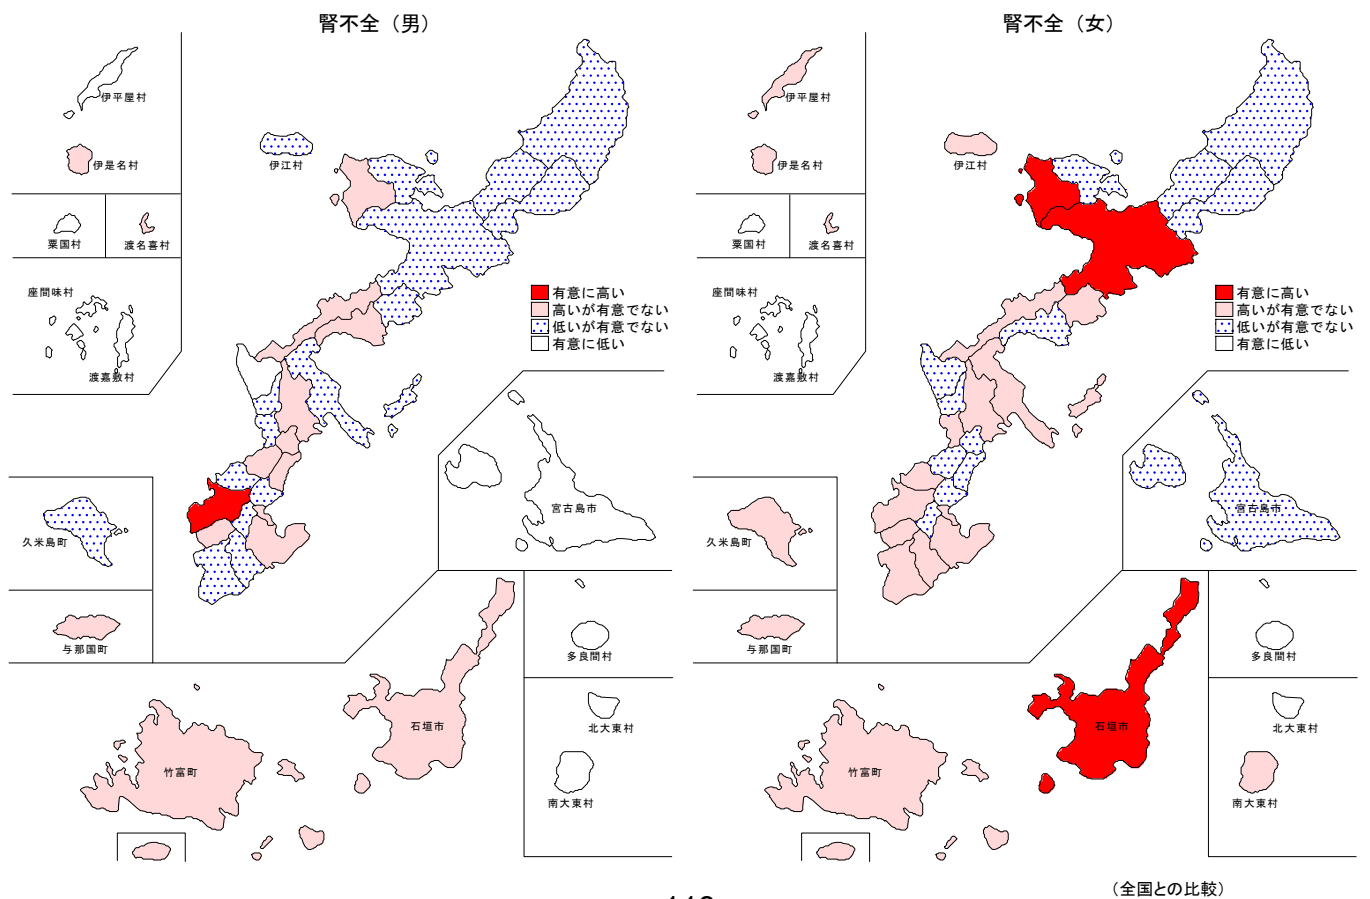 腎不全（男）
伊平屋村
伊是名村
粟国村
渡名喜村
座間味村
渡嘉敷村
伊江村
有意に高い
高いが有意でない
低いが有意でない
有意に低い
久米島町
与那国町
宮古島市
多良間村
北大東村
南大東村
石垣市
竹富町
腎不全（女）
伊平屋村
伊是名村
粟国村
渡名喜村
座間味村
渡嘉敷村
伊江村
有意に高い
高いが有意でない
低いが有意でない
有意に低い
久米島町
与那国町
宮古島市
多良間村
北大東村
南大東村
石垣市
竹富町
（全国との比較）